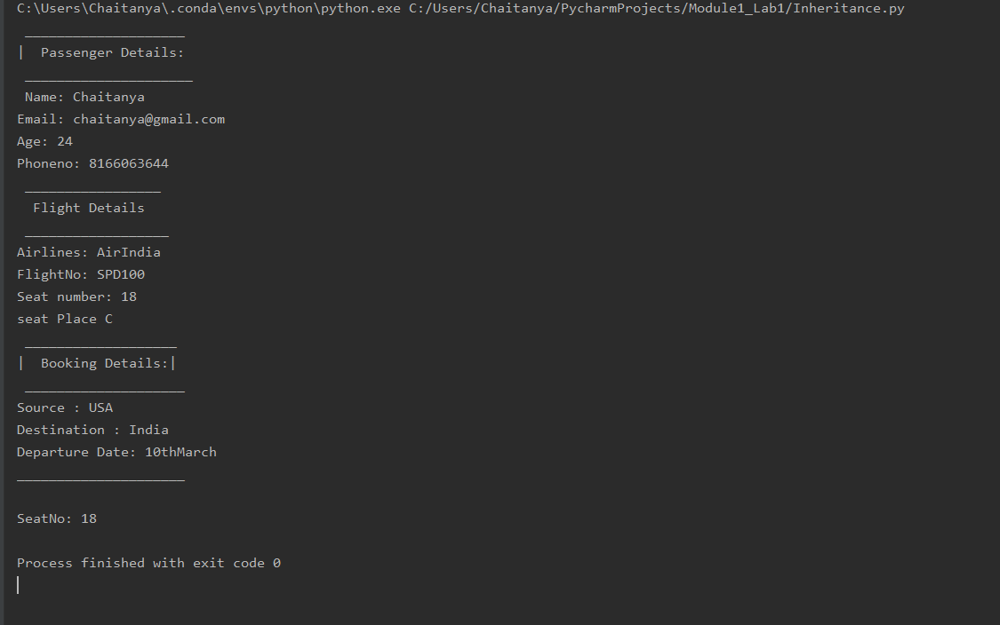 C:\Users\Chaitanya\.conda\envs\python\python.exe C:/Users/Chaitanya/PycharmProjects/Module1_Lab1/Inheritance.py
 ____________________
|  Passenger Details:
 _____________________
 Name: Chaitanya
Email: chaitanya@gmail.com
Age: 24
Phoneno: 8166063644
 _________________
  Flight Details
 __________________
Airlines: AirIndia
FlightNo: SPD100
Seat number: 18
seat Place C
 ___________________
|  Booking Details:|
 ____________________
Source : USA
Destination : India
Departure Date: 10thMarch
_____________________
SeatNo: 18
Process finished with exit code 0